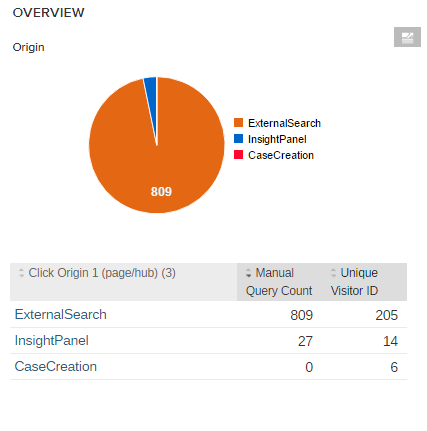 OVERVIEW
Origin
809
ExternalSearch
InsightPanel
CaseCreation
Click Origin 1 (page/hub) (3) Manual Query Count Unique Visitor ID
ExternalSearch 809 205
InsightPanel 27 14
CaseCreation 0 6